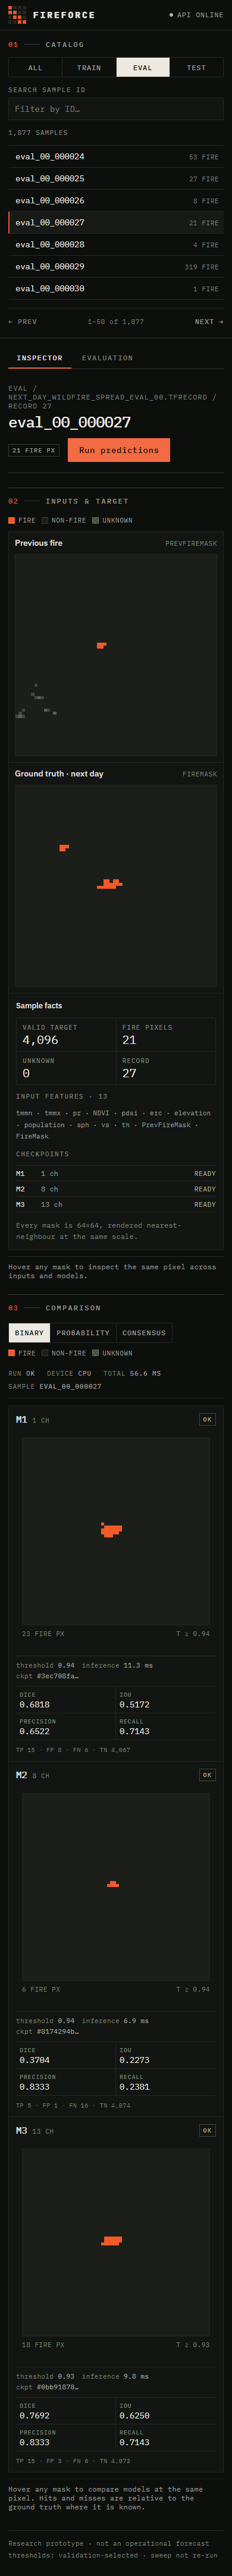 FIREFORCE
API ONLINE
01 CATALOG
ALL TRAIN EVAL TEST
SEARCH SAMPLE ID
Filter by ID…
1,877 SAMPLES
eval_00_000024 53 FIRE
eval_00_000025 27 FIRE
eval_00_000026 8 FIRE
eval_00_000027 21 FIRE
eval_00_000028 4 FIRE
eval_00_000029 319 FIRE
eval_00_000030 1 FIRE
← PREV 1–50 of 1,877 NEXT →
INSPECTOR EVALUATION
EVAL /
NEXT_DAY_WILDFIRE_SPREAD_EVAL_00.TFRECORD /
RECORD 27
eval_00_000027
21 FIRE PX Run predictions
02 INPUTS & TARGET
FIRE NON-FIRE UNKNOWN
Previous fire PREVFIREMASK
Ground truth · next day FIREMASK
Sample facts
VALID TARGET FIRE PIXELS
4,096 21
UNKNOWN RECORD
0 27
INPUT FEATURES · 13
tmmn · tmmx · pr · NDVI · pdsi · erc · elevation
· population · sph · vs · th · PrevFireMask ·
FireMask
CHECKPOINTS
M1 1 ch READY
M2 8 ch READY
M3 13 ch READY
Every mask is 64×64, rendered nearest-
neighbour at the same scale.
Hover any mask to inspect the same pixel across
inputs and models.
03 COMPARISON
BINARY PROBABILITY CONSENSUS
FIRE NON-FIRE UNKNOWN
RUN OK DEVICE CPU TOTAL 56.6 MS
SAMPLE EVAL_00_000027
M1 1 CH OK
23 FIRE PX T ≥ 0.94
threshold 0.94 inference 11.3 ms
ckpt #3ec708fa…
DICE IOU
0.6818 0.5172
PRECISION RECALL
0.6522 0.7143
TP 15 · FP 8 · FN 6 · TN 4,067
M2 8 CH OK
6 FIRE PX T ≥ 0.94
threshold 0.94 inference 6.9 ms
ckpt #8174294b…
DICE IOU
0.3704 0.2273
PRECISION RECALL
0.8333 0.2381
TP 5 · FP 1 · FN 16 · TN 4,074
M3 13 CH OK
18 FIRE PX T ≥ 0.93
threshold 0.93 inference 9.8 ms
ckpt #0bb91878…
DICE IOU
0.7692 0.6250
PRECISION RECALL
0.8333 0.7143
TP 15 · FP 3 · FN 6 · TN 4,072
Hover any mask to compare models at the same
pixel. Hits and misses are relative to the
ground truth where it is known.
Research prototype · not an operational forecast
thresholds: validation-selected · sweep not re-run